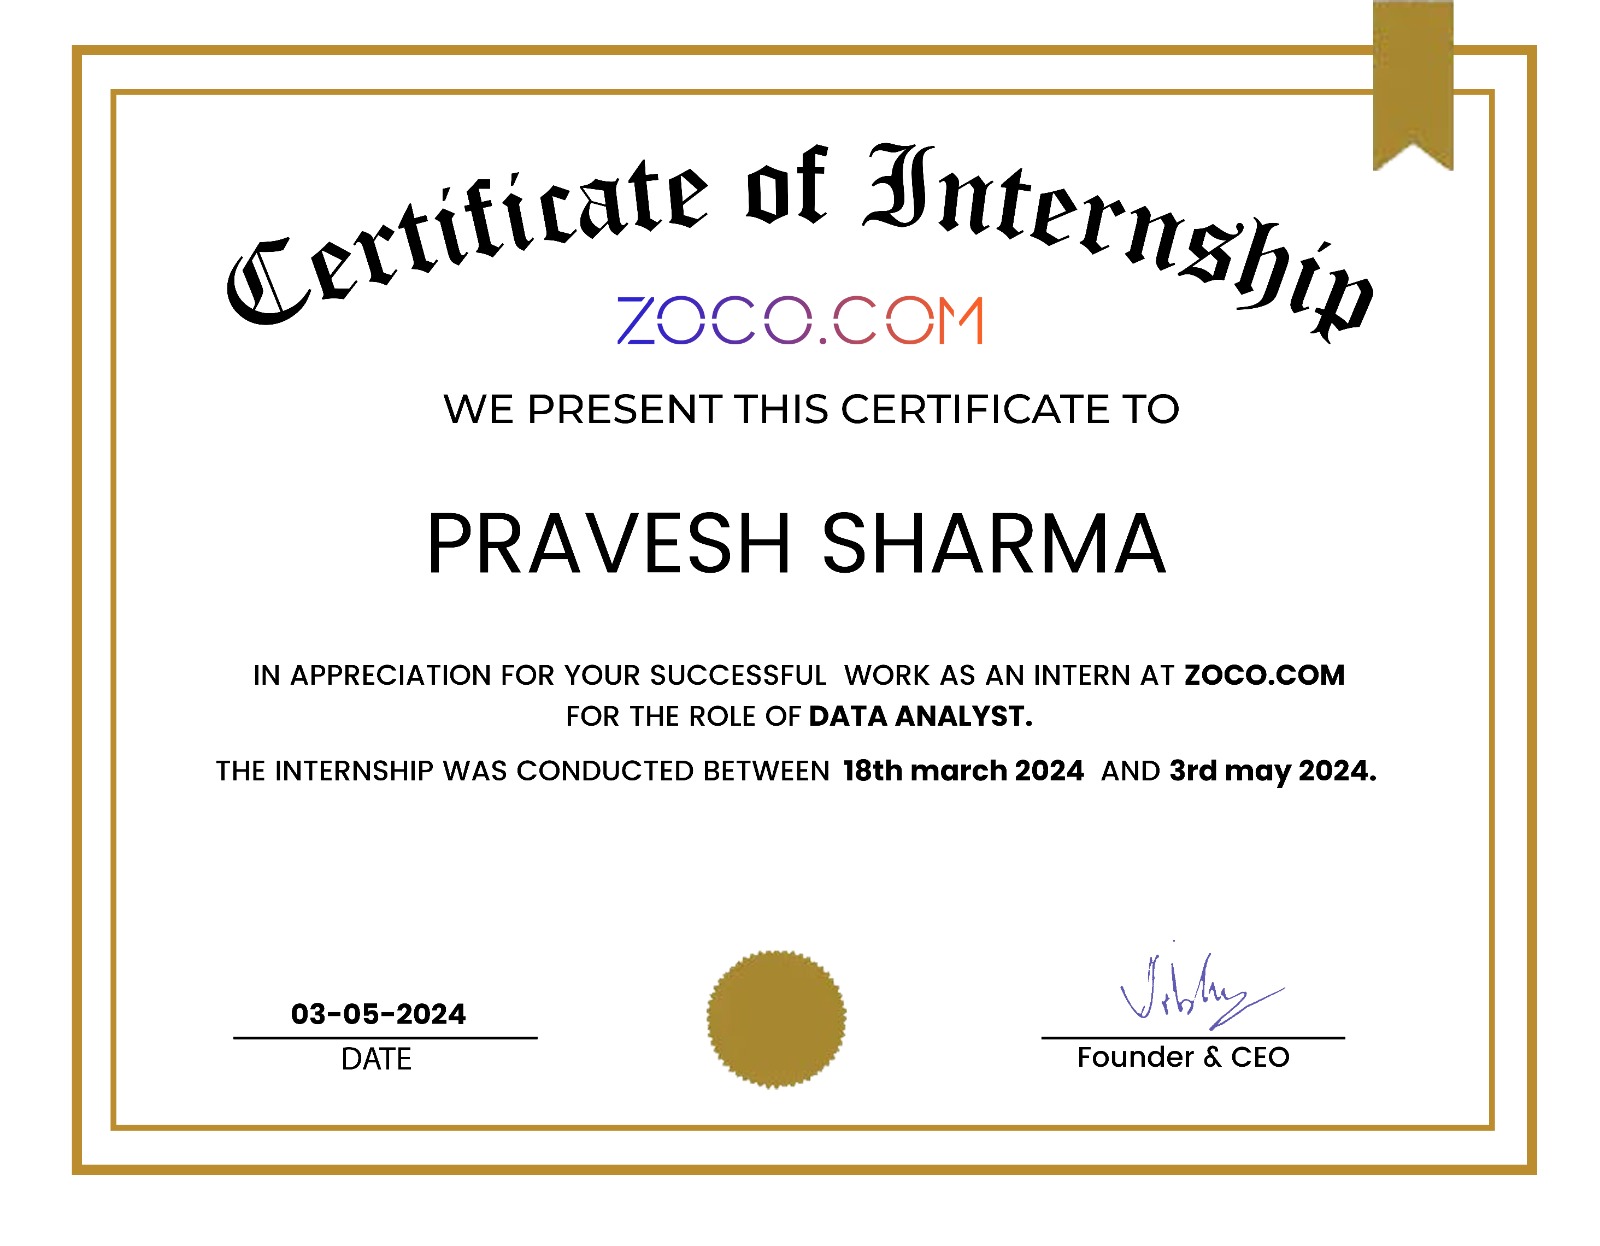 Certificate of Internship
ZOCO.COM
WE PRESENT THIS CERTIFICATE TO
PRAVESH SHARMA
IN APPRECIATION FOR YOUR SUCCESSFUL WORK AS AN INTERN AT ZOCO.COM
FOR THE ROLE OF DATA ANALYST.
THE INTERNSHIP WAS CONDUCTED BETWEEN 18th march 2024 AND 3rd may 2024.
03-05-2024
DATE
Founder & CEO